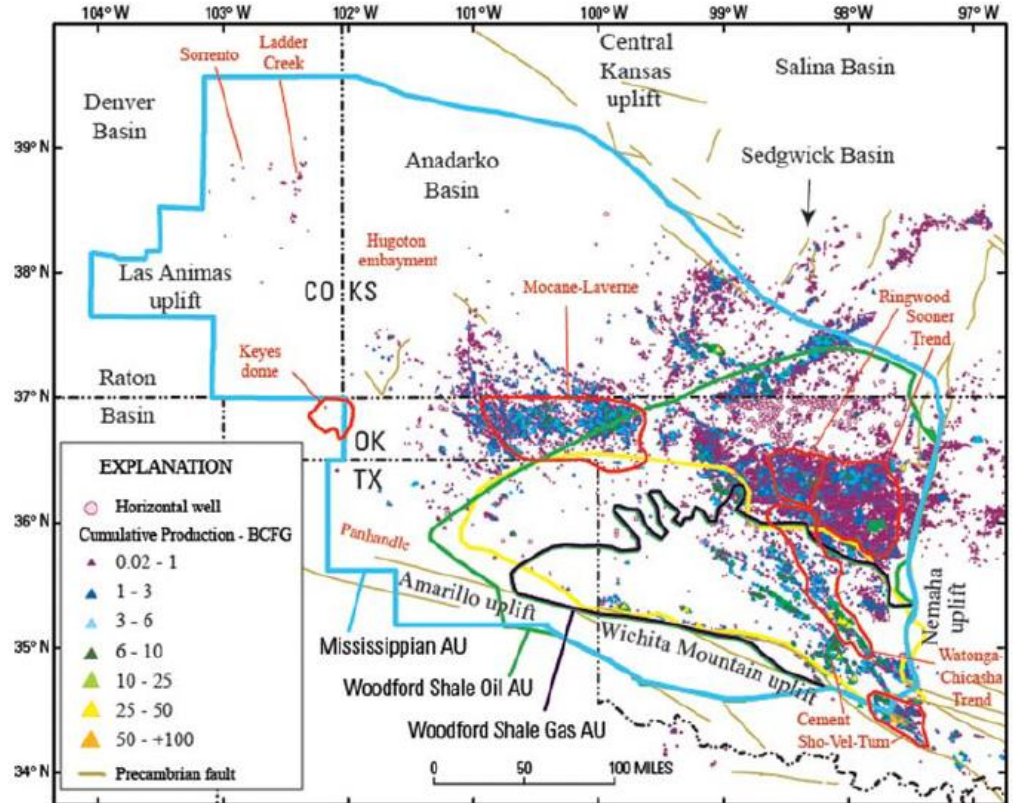 104° W 103° W 102° W 101° W 100° W 99° W 98° W 97° W
Sorrento
Ladder
Creek
Central
Kansas
uplift
Salina Basin
Denver
Basin
39° N
Anadarko
Basin
Sedgwick Basin
38° N
Las Animas
uplift
Hugoton
embayment
CO KS
Mocane-Laverne
Ringwood
Sooner
Trend
Keyes
dome
Raton
Basin
37° N
OK
TX
EXPLANATION
Horizontal well
Cumulative Production - BCFG
0.02 - 1
1 - 3
3 - 6
6 - 10
10 - 25
25 - 50
50 - +100
Precambrian fault
36° N
Panhandle
Amarillo uplift
Wichita Mountain uplift
Nemaha
uplift
35° N
Mississippian AU
Woodford Shale Oil AU
Woodford Shale Gas AU
Watonga-
Chicasha
Trend
Cement
Sho-Vel-Tum
34° N
0 50 100 MILES